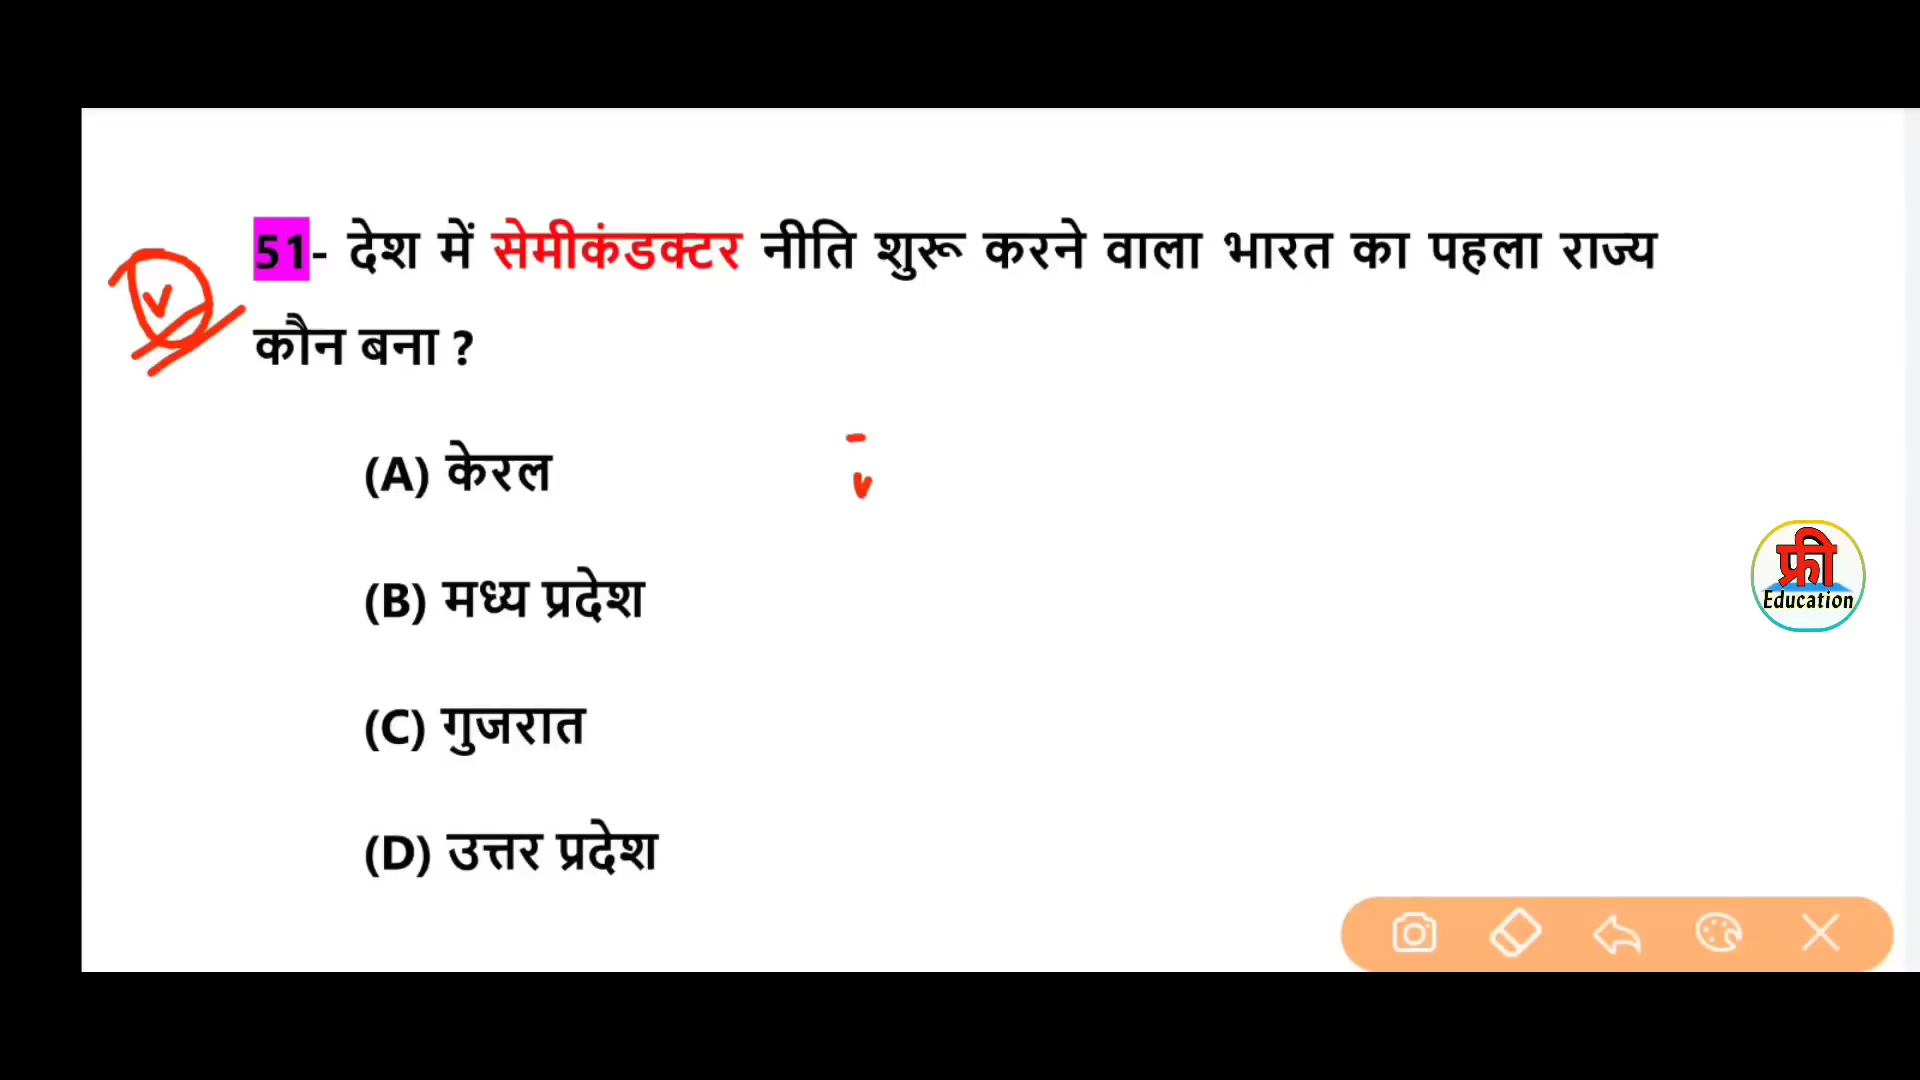 51- देश में सेमीकंडक्टर नीति शुरू करने वाला भारत का पहला राज्य
कौन बना ?
(A) केरल
(B) मध्य प्रदेश
फ्री
Education
(C) गुजरात
(D) उत्तर प्रदेश